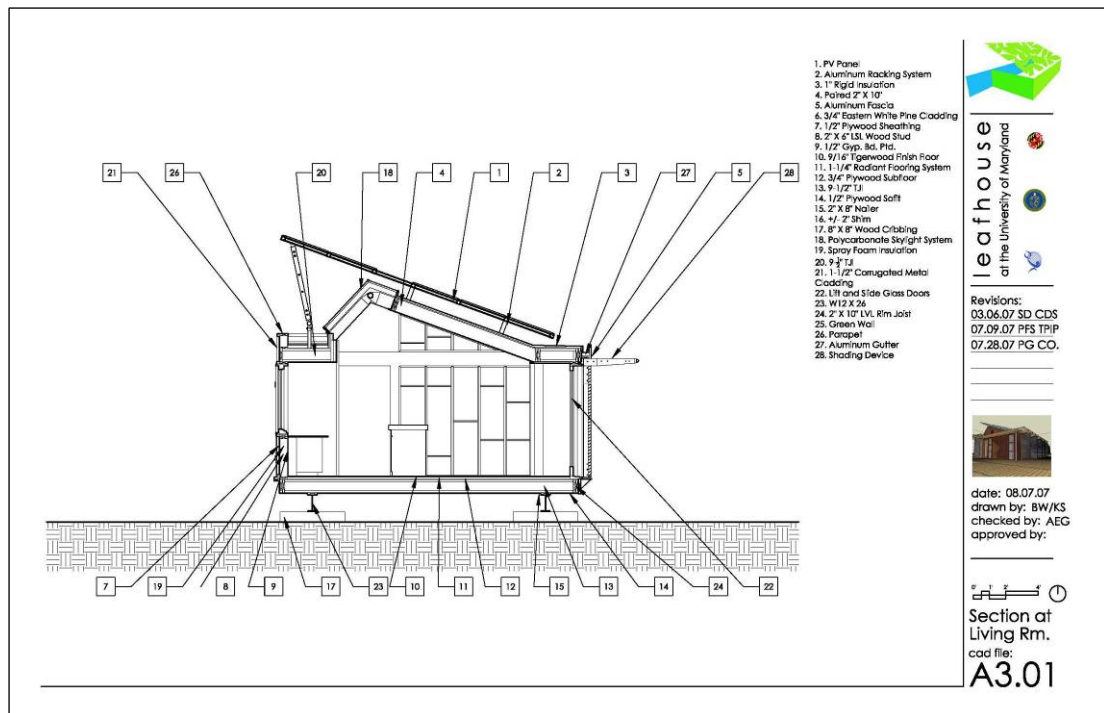 1. PV Panel
2. Aluminum Racking System
3. 1" Rigid Insulation
4. Paired 2" X 10"
5. Aluminum Fascia
6. 3/4" Eastern White Pine Cladding
7. 1/2" Plywood Sheathing
8. 2" X 6" LSL Wood Stud
9. 1/2" Gyp. Bd. Ptd.
10. 9/16" Tigerwood Finish Floor
11. 1-1/4" Radiant Flooring System
12. 3/4" Plywood Subfloor
13. 9-1/2" TJI
14. 1/2" Plywood Soffit
15. 2" X 8" Nailer
16. +/- 2" Shim
17. 8" X 8" Wood Cribbing
18. Polycarbonate Skylight System
19. Spray Foam Insulation
20. 9-½" TJI
21. 1-1/2" Corrugated Metal
Cladding
22. Lift and Slide Glass Doors
23. W12 X 26
24. 2" X 10" LVL Rim Joist
25. Green Wall
26. Parapet
27. Aluminum Gutter
28. Shading Device
21 26 20 18 4 1 2 3 27 5 28
7 19 8 9 17 23 10 11 12 15 13 14 24 22
leafhouse
at the University of Maryland
Revisions:
03.06.07 SD CDS
07.09.07 PFS TPIP
07.28.07 PG CO.
date: 08.07.07
drawn by: BW/KS
checked by: AEG
approved by:
0' 1' 2' 4'
Section at
Living Rm.
cad file:
A3.01